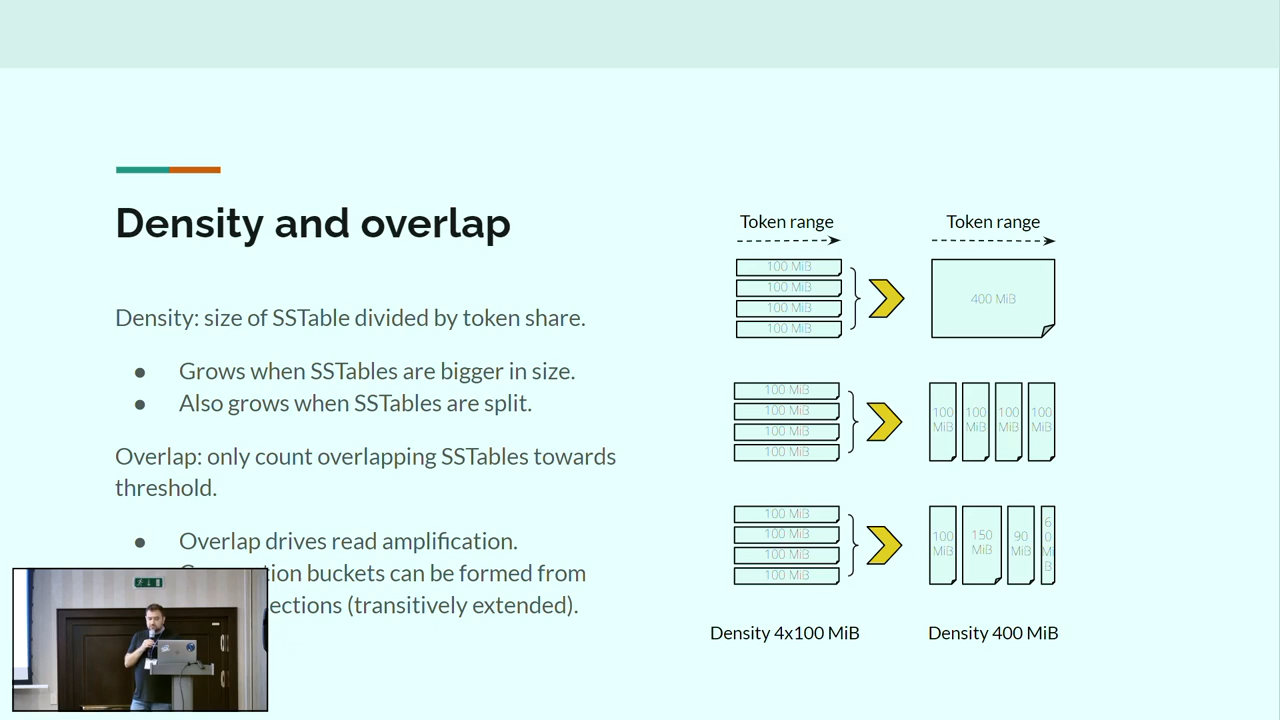 Density and overlap
Density: size of SSTable divided by token share.
● Grows when SSTables are bigger in size.
● Also grows when SSTables are split.
Overlap: only count overlapping SSTables towards
threshold.
● Overlap drives read amplification.
buckets can be formed from
(transitively extended).
Token range
100 MiB
100 MiB
100 MiB
100 MiB
Token range
400 MiB
100 MiB
100 MiB
100 MiB
100 MiB
100
MiB
100
MiB
100
MiB
100
MiB
100 MiB
100 MiB
100 MiB
100 MiB
100
MiB
150
MiB
90
MiB
6
0
M
i
B
Density 4x100 MiB
Density 400 MiB